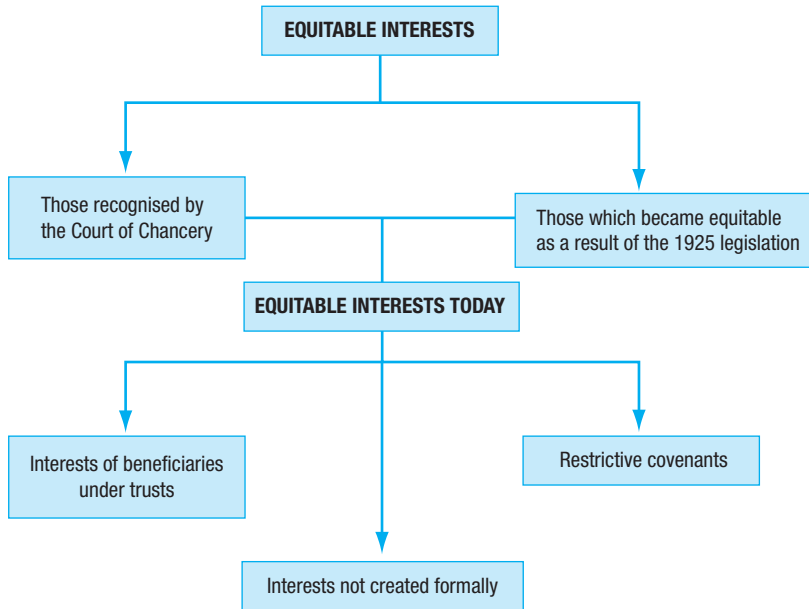 EQUITABLE INTERESTS
Those recognised by
the Court of Chancery
Those which became equitable
as a result of the 1925 legislation
EQUITABLE INTERESTS TODAY
Interests of beneficiaries
under trusts
Restrictive covenants
Interests not created formally